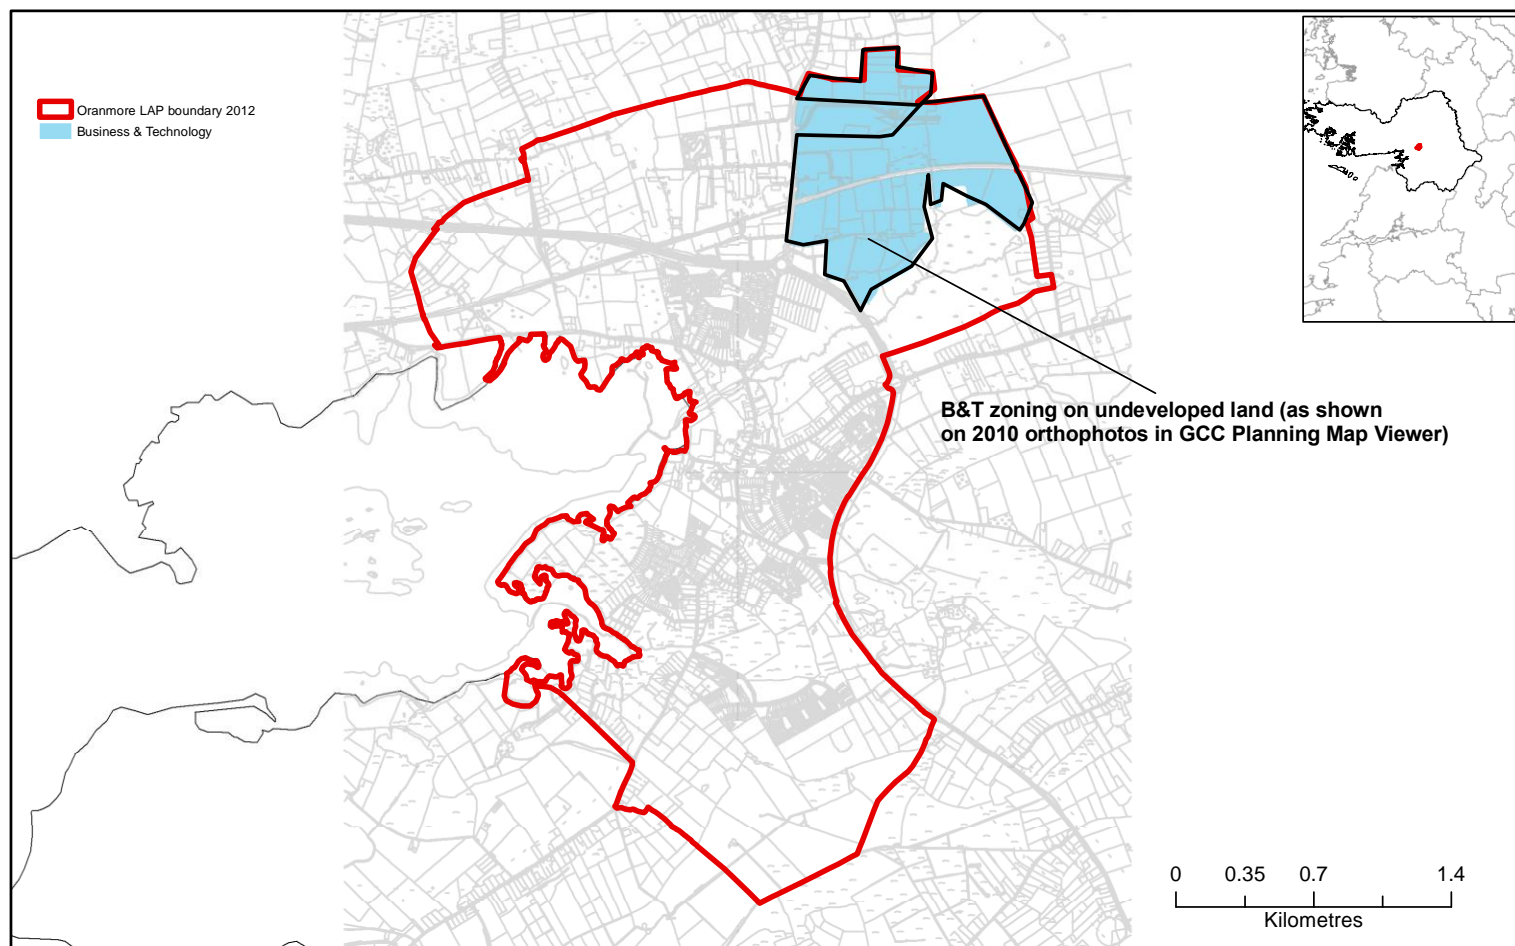 Oranmore LAP boundary 2012
Business & Technology
B&T zoning on undeveloped land (as shown
on 2010 orthophotos in GCC Planning Map Viewer)
0 0.35 0.7 1.4
Kilometres